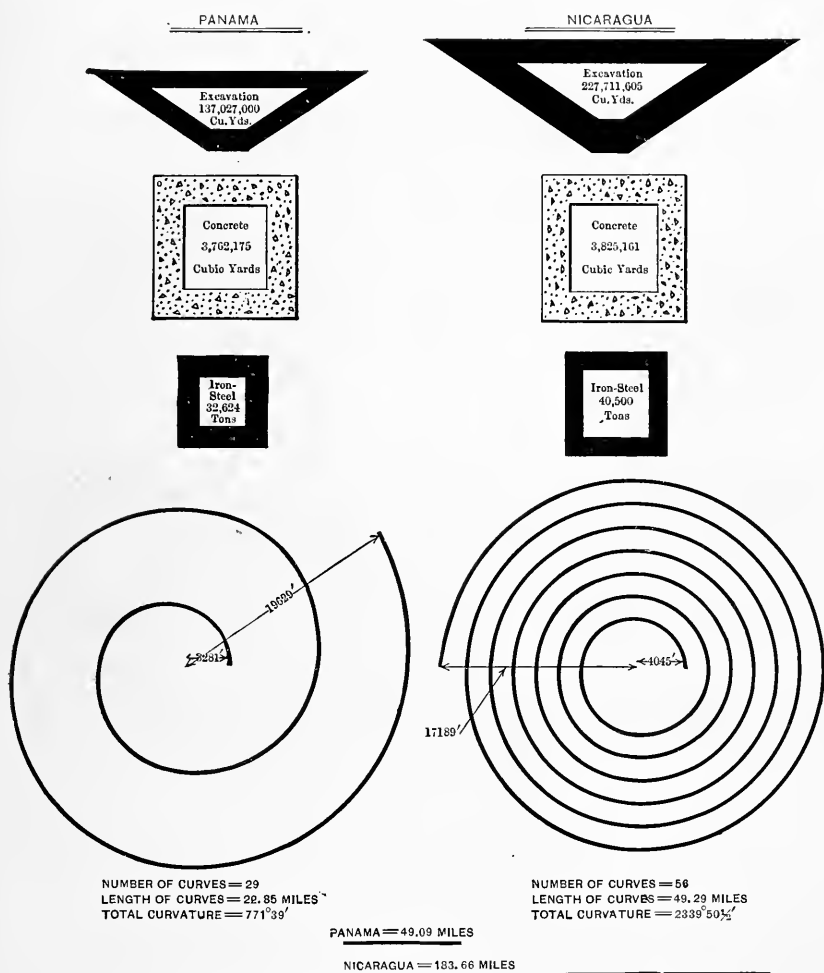 PANAMA
Excavation
137,027,000
Cu.Yds.
Concrete
3,762,175
Cubic Yards
Iron-
Steel
32,624
Tons
19629′
3281′
NUMBER OF CURVES = 29
LENGTH OF CURVES = 22.85 MILES
TOTAL CURVATURE = 771°39′
NICARAGUA
Excavation
227,711,605
Cu.Yds.
Concrete
3,825,161
Cubic Yards
Iron-Steel
40,500
Tons
4045′
17189′
NUMBER OF CURVES = 56
LENGTH OF CURVES = 49.29 MILES
TOTAL CURVATURE = 2339°50½′
PANAMA = 49.09 MILES
NICARAGUA = 183.66 MILES